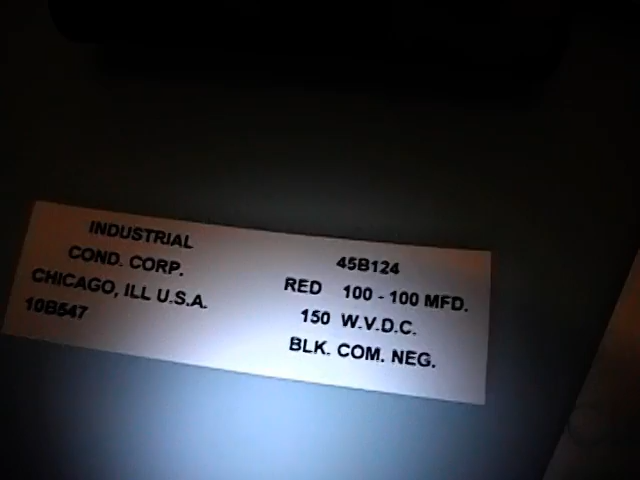 INDUSTRIAL
COND. CORP.
CHICAGO, ILL U.S.A.
10B547
45B124
RED 100 - 100 MFD.
150 W.V.D.C.
BLK. COM. NEG.